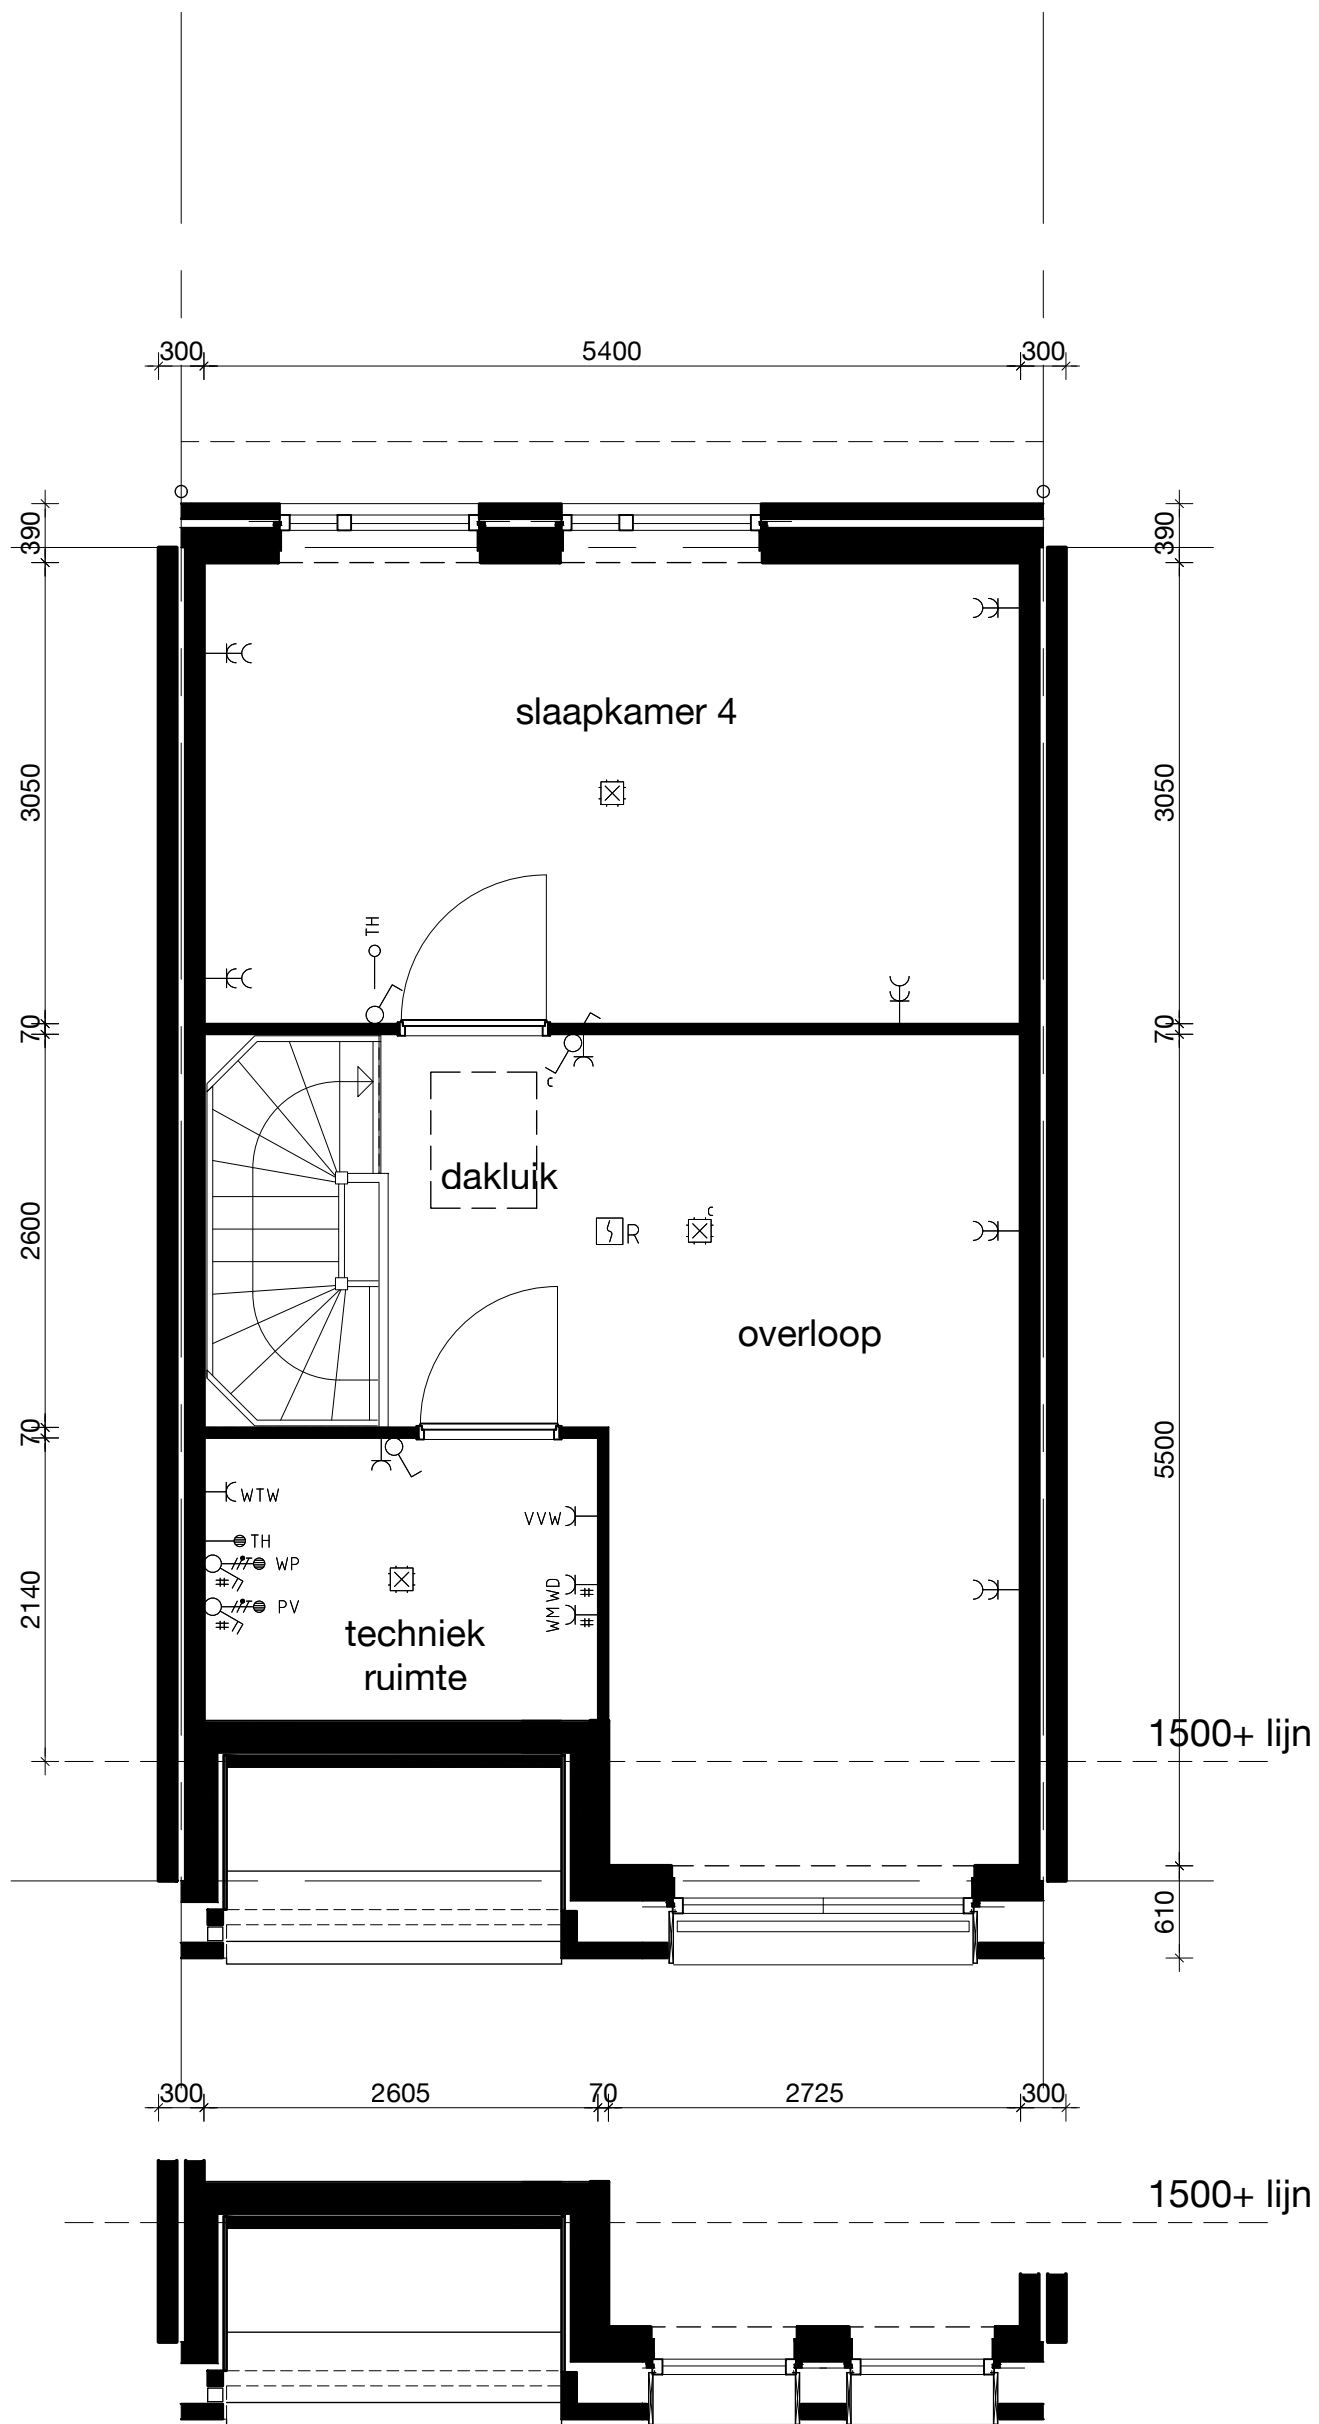 300 5400 300
390 390
slaapkamer 4
3050 3050
TH
70 70
c
dakluik
c
R
2600
overloop
70
5500
WTW
VVW
TH
WP
#
WD
#
2140
PV
#
WM
#
techniek
ruimte
1500+ lijn
610
300 2605 70 2725 300
1500+ lijn